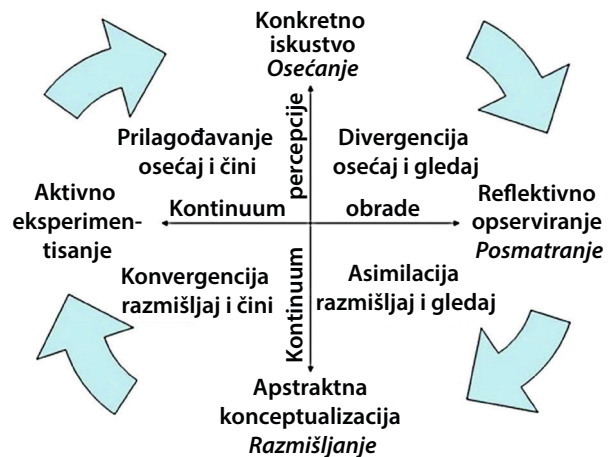 Konkretno
iskustvo
Osećanje
Prilagođavanje
osećaj i čini
percepcije
Divergencija
osećaj i gledaj
Aktivno
eksperimen-
tisanje
Kontinuum
obrade
Reflektivno
opserviranje
Posmatranje
Konvergencija
razmišljaj i čini
Kontinuum
Asimilacija
razmišljaj i gledaj
Apstraktna
konceptualizacija
Razmišljanje